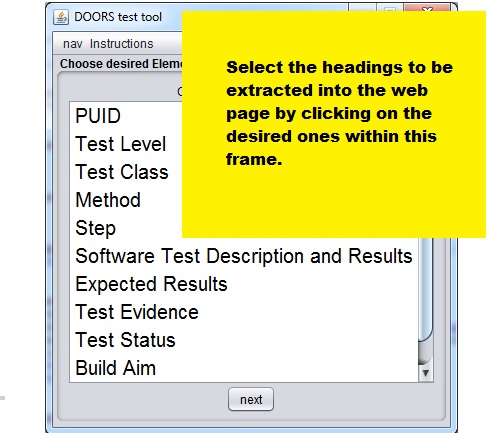 DOORS test tool
nav Instructions
Choose desired
Select the headings to be
extracted into the web
page by clicking on the
desired ones within this
frame.
PUID
Test Level
Test Class
Method
Step
Software Test Description and Results
Expected Results
Test Evidence
Test Status
Build Aim
next